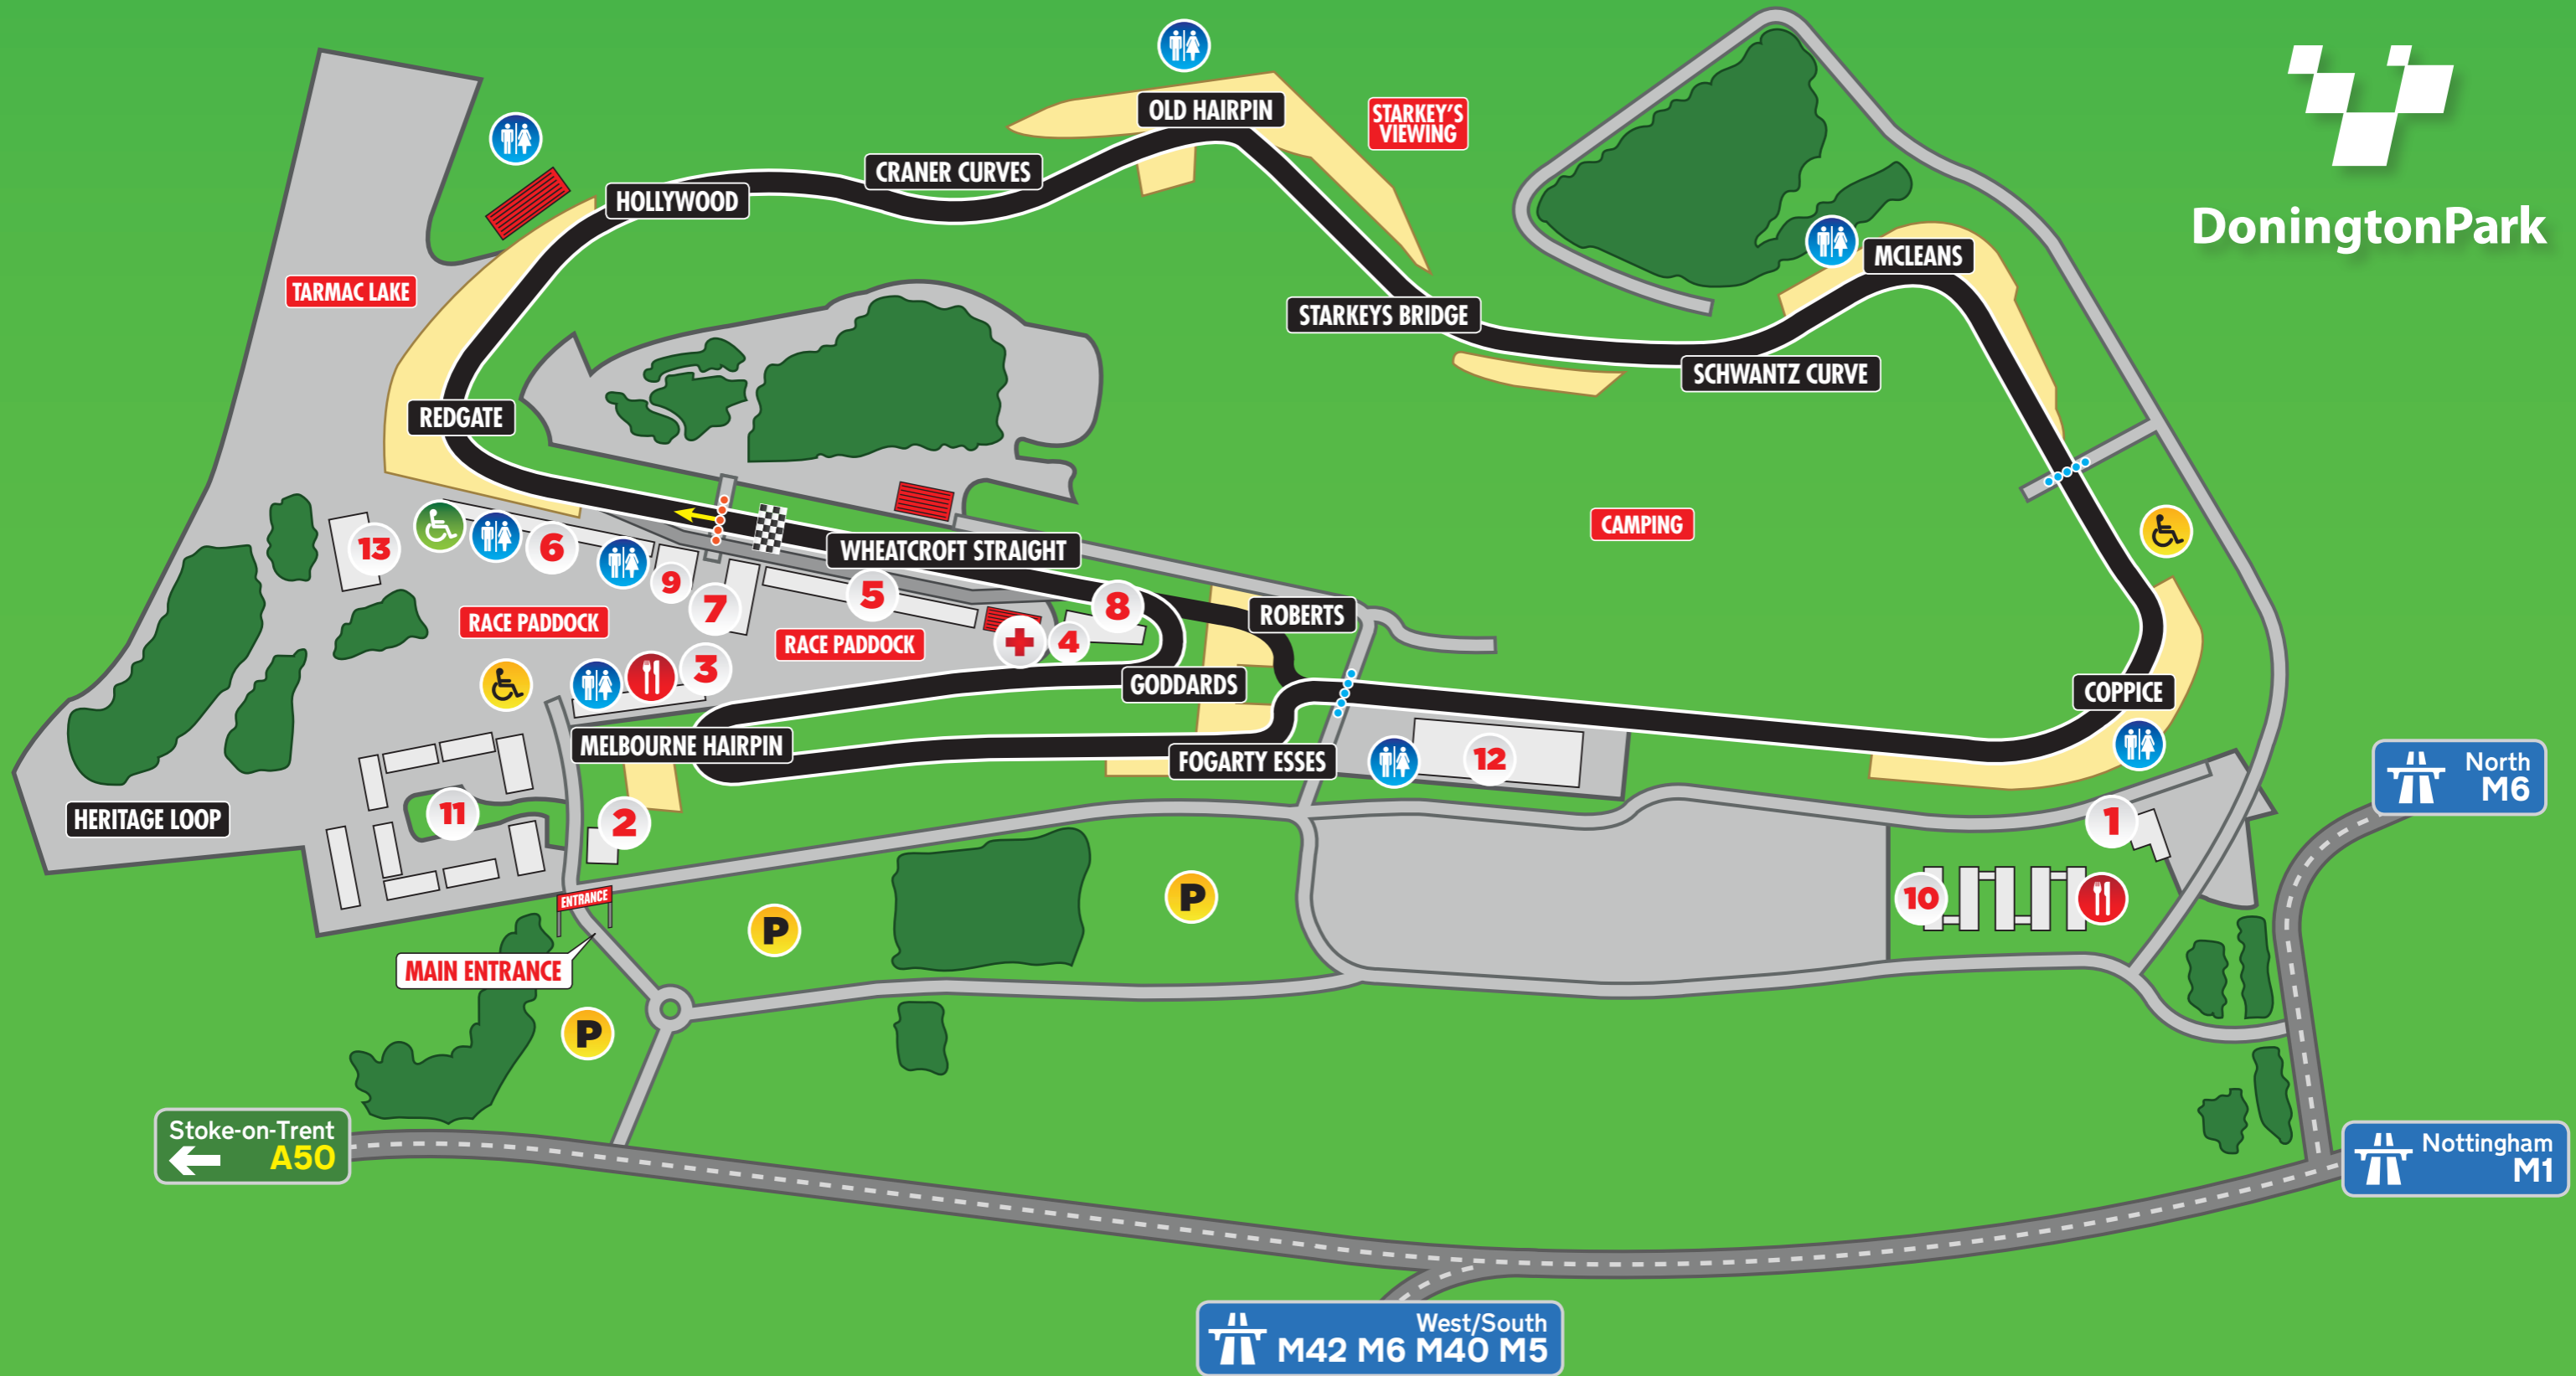 OLD HAIRPIN
STARKEY'S
VIEWING
CRANER CURVES
HOLLYWOOD
DoningtonPark
MCLEANS
TARMAC LAKE
STARKEYS BRIDGE
SCHWANTZ CURVE
REDGATE
CAMPING
13
6
9
WHEATCROFT STRAIGHT
5
7
8
ROBERTS
RACE PADDOCK
RACE PADDOCK
4
3
GODDARDS
COPPICE
MELBOURNE HAIRPIN
FOGARTY ESSES
12
North
M6
HERITAGE LOOP
11
2
1
ENTRANCE
P
P
10
MAIN ENTRANCE
P
Stoke-on-Trent
A50
Nottingham
M1
West/South
M42 M6 M40 M5